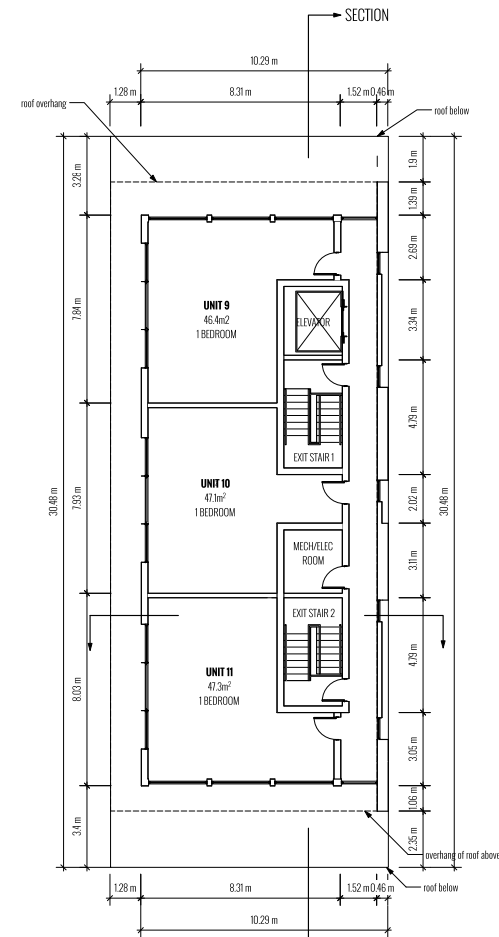 SECTION
10.29 m
1.28 m
8.31 m
1.52 m
0.46 m
roof overhang
roof below
3.26 m
1.9 m
1.39 m
2.69 m
7.84 m
UNIT 9
46.4m2
1 BEDROOM
ELEVATOR
3.34 m
EXIT STAIR 1
4.79 m
30.48 m
7.93 m
UNIT 10
47.1m²
1 BEDROOM
2.02 m
30.48 m
MECH/ELEC
ROOM
3.11 m
EXIT STAIR 2
8.03 m
UNIT 11
47.3m²
1 BEDROOM
4.79 m
3.05 m
1.06 m
3.4 m
2.35 m
overhang of roof above
roof below
1.28 m
8.31 m
1.52 m
0.46 m
10.29 m